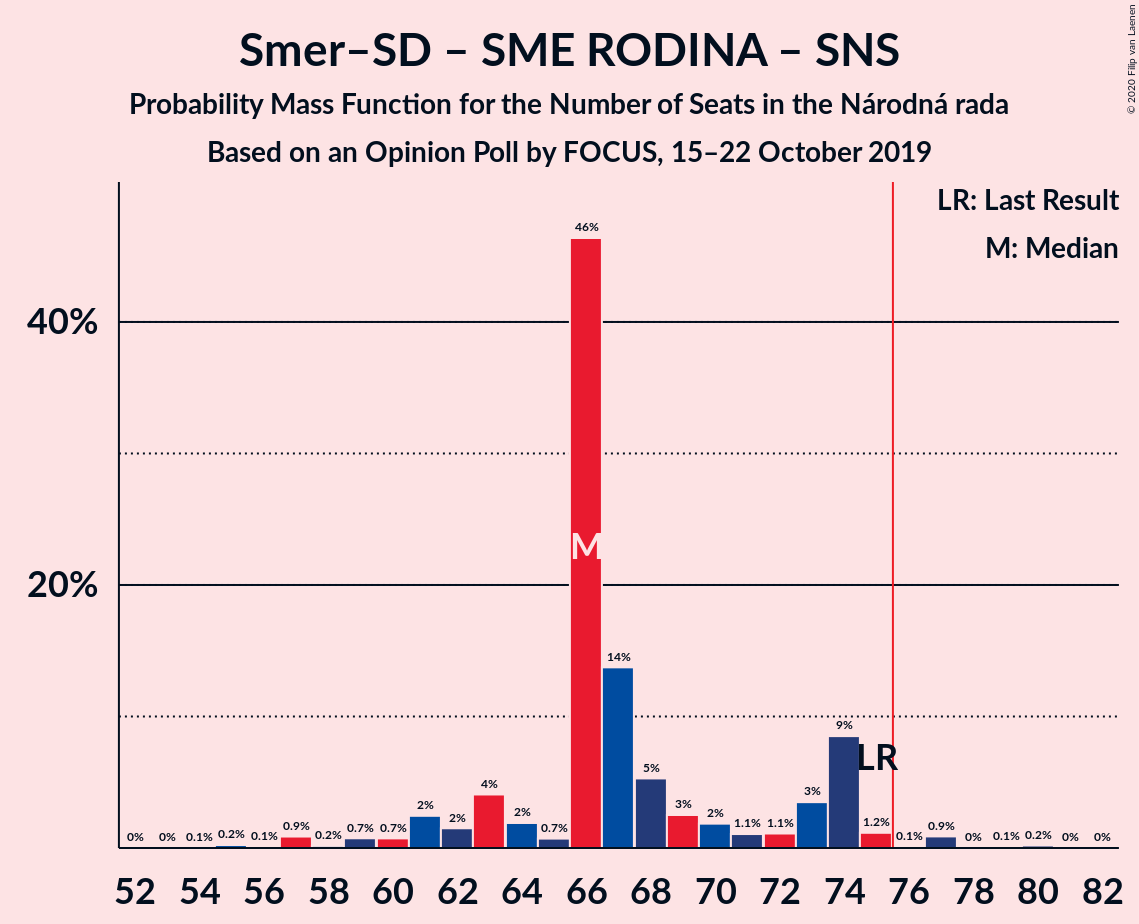 Smer–SD – SME RODINA – SNS
Probability Mass Function for the Number of Seats in the Národná rada
Based on an Opinion Poll by FOCUS, 15–22 October 2019
© 2020 Filip van Laenen
LR: Last Result
M: Median
40%
20%
0% 0% 0.1% 0.2% 0.1% 0.9% 0.2% 0.7% 0.7% 2% 2% 4% 2% 0.7% 46% 14% 5% 3% 2% 1.1% 1.1% 3% 9% 1.2% 0.1% 0.9% 0% 0.1% 0.2% 0% 0%
M
LR
52 54 56 58 60 62 64 66 68 70 72 74 76 78 80 82